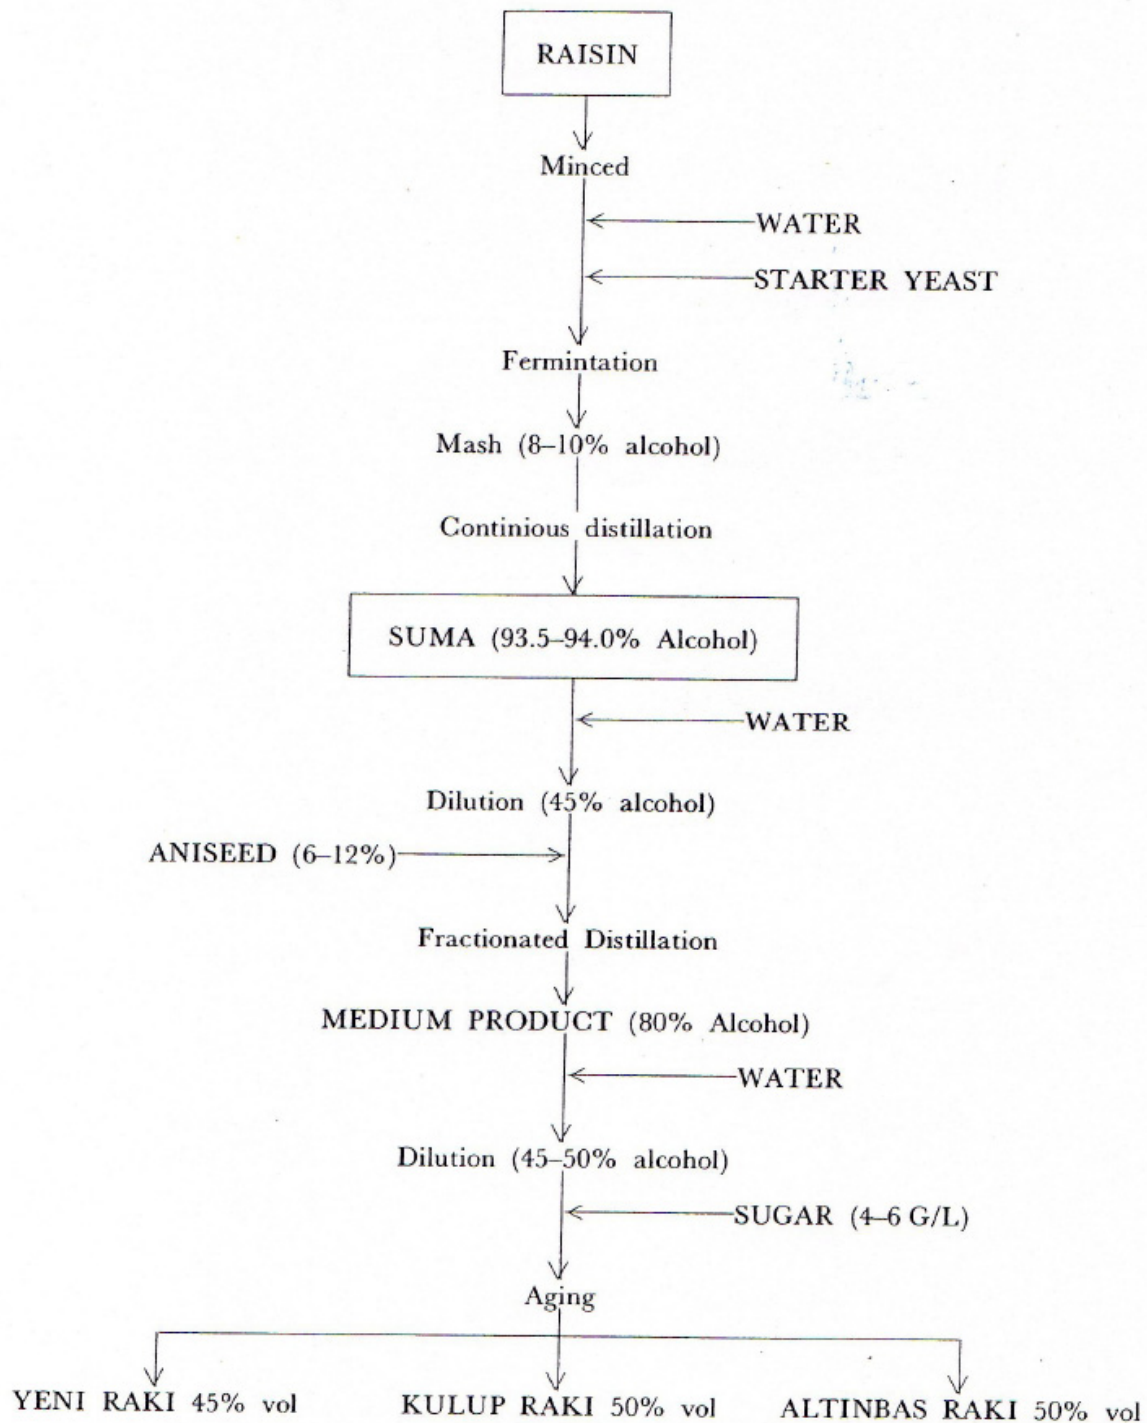 RAISIN
Minced
WATER
STARTER YEAST
Fermintation
Mash (8–10% alcohol)
Continious distillation
SUMA (93.5–94.0% Alcohol)
WATER
Dilution (45% alcohol)
ANISEED (6–12%)
Fractionated Distillation
MEDIUM PRODUCT (80% Alcohol)
WATER
Dilution (45–50% alcohol)
SUGAR (4–6 G/L)
Aging
YENI RAKI 45% vol KULUP RAKI 50% vol ALTINBAS RAKI 50% vol